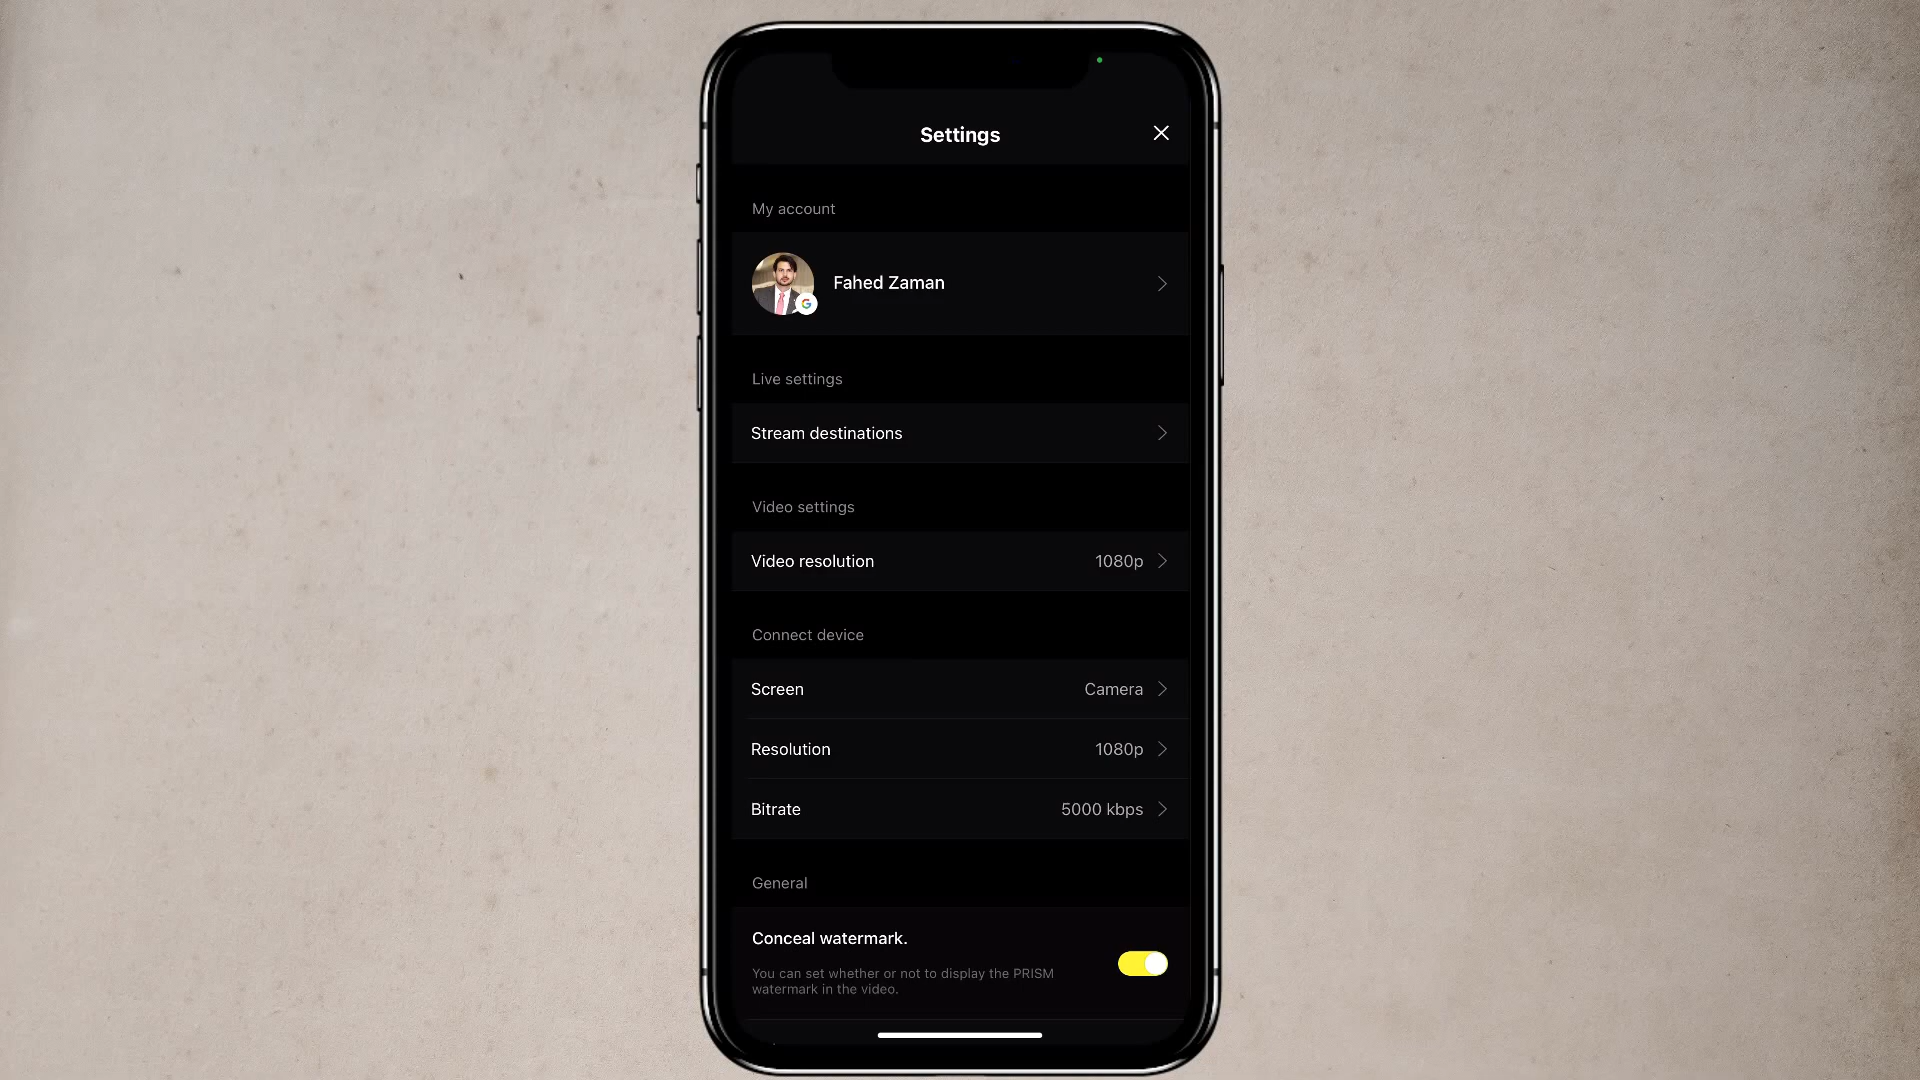 Settings
My account
Fahed Zaman
Live settings
Stream destinations
Video settings
Video resolution 1080p
Connect device
Screen Camera
Resolution 1080p
Bitrate 5000 kbps
General
Conceal watermark.
You can set whether or not to display the PRISM
watermark in the video.